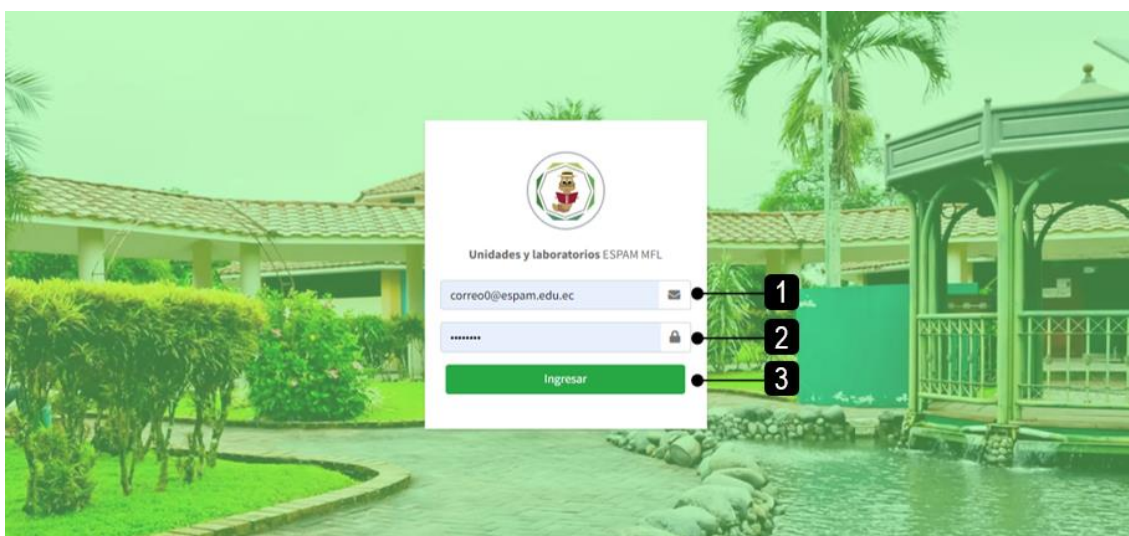 Unidades y laboratorios ESPAM MFL
correo0@espam.edu.ec
1
••••••••
2
Ingresar
3